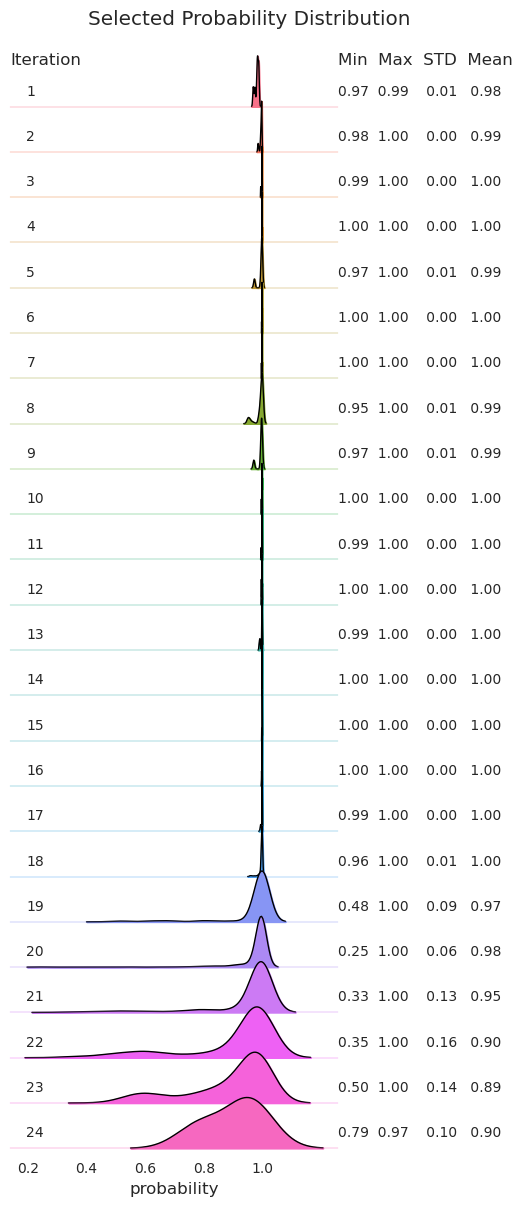 Selected Probability Distribution
Iteration Min Max STD Mean
1 0.97 0.99 0.01 0.98
2 0.98 1.00 0.00 0.99
3 0.99 1.00 0.00 1.00
4 1.00 1.00 0.00 1.00
5 0.97 1.00 0.01 0.99
6 1.00 1.00 0.00 1.00
7 1.00 1.00 0.00 1.00
8 0.95 1.00 0.01 0.99
9 0.97 1.00 0.01 0.99
10 1.00 1.00 0.00 1.00
11 0.99 1.00 0.00 1.00
12 1.00 1.00 0.00 1.00
13 0.99 1.00 0.00 1.00
14 1.00 1.00 0.00 1.00
15 1.00 1.00 0.00 1.00
16 1.00 1.00 0.00 1.00
17 0.99 1.00 0.00 1.00
18 0.96 1.00 0.01 1.00
19 0.48 1.00 0.09 0.97
20 0.25 1.00 0.06 0.98
21 0.33 1.00 0.13 0.95
22 0.35 1.00 0.16 0.90
23 0.50 1.00 0.14 0.89
24 0.79 0.97 0.10 0.90
0.2 0.4 0.6 0.8 1.0
probability